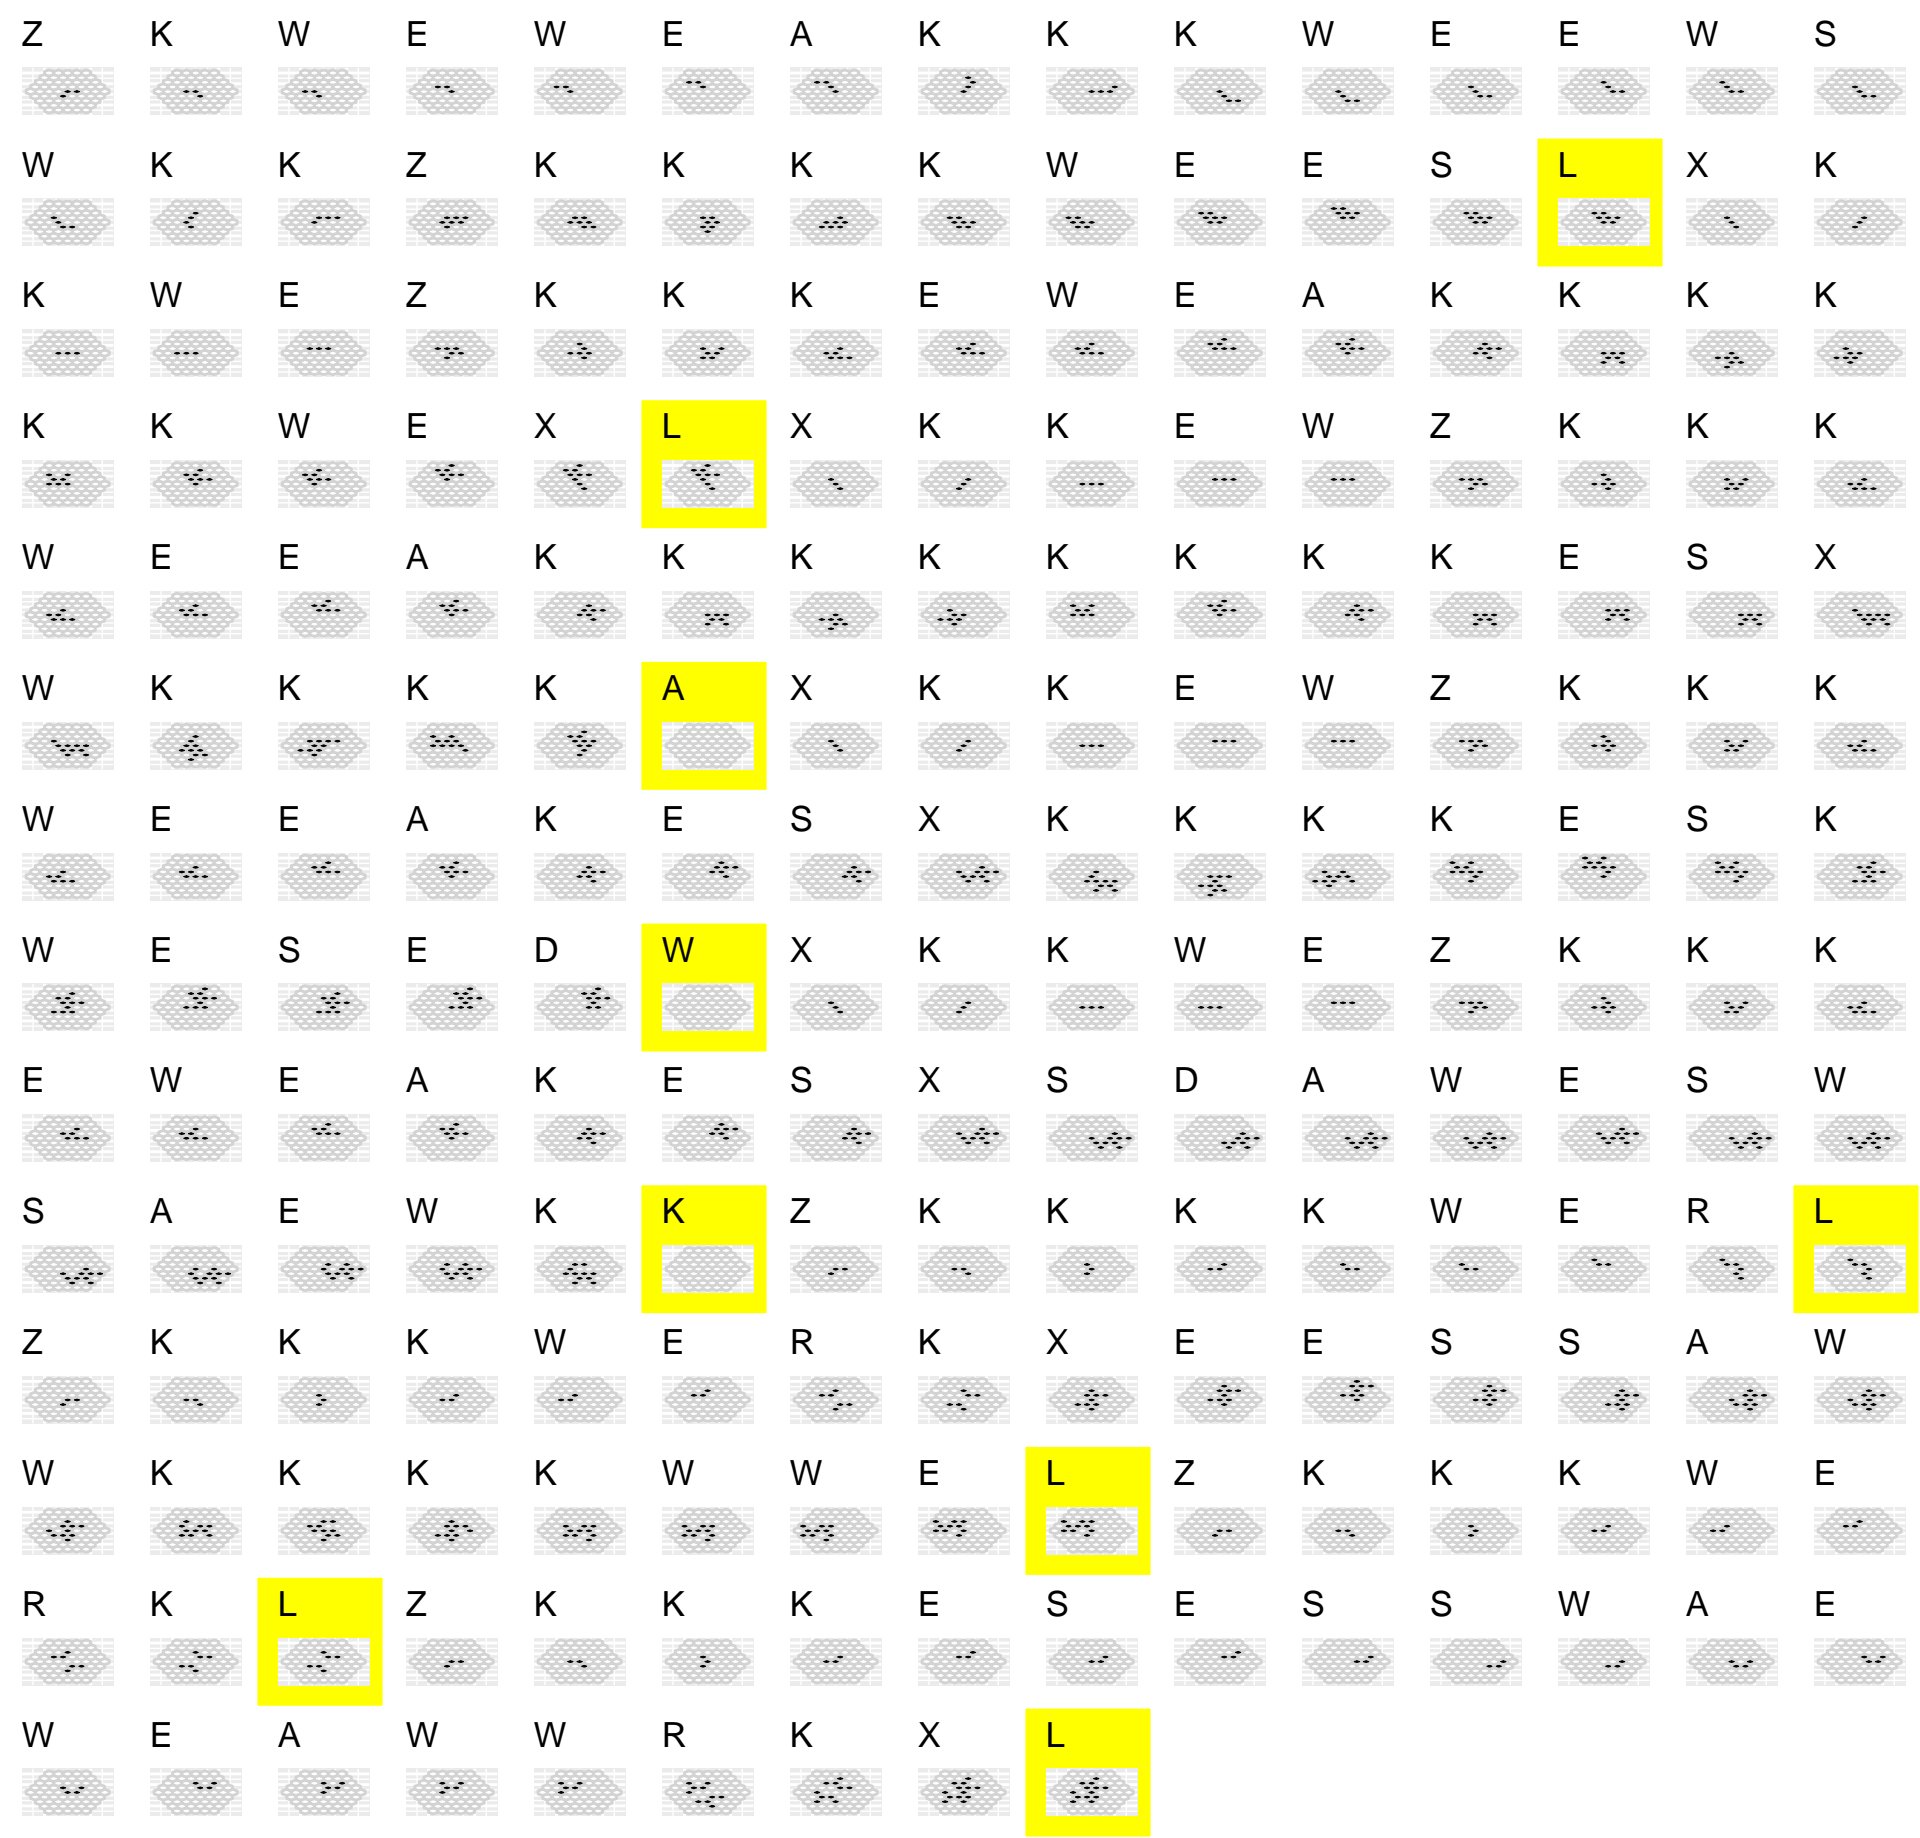 Z K W E W E A K K K W E E W S
W K K Z K K K K W E E S L X K
K W E Z K K K E W E A K K K K
K K W E X L X K K E W Z K K K
W E E A K K K K K K K K E S X
W K K K K A X K K E W Z K K K
W E E A K E S X K K K K E S K
W E S E D W X K K W E Z K K K
E W E A K E S X S D A W E S W
S A E W K K Z K K K K W E R L
Z K K K W E R K X E E S S A W
W K K K K W W E L Z K K K W E
R K L Z K K K E S E S S W A E
W E A W W R K X L